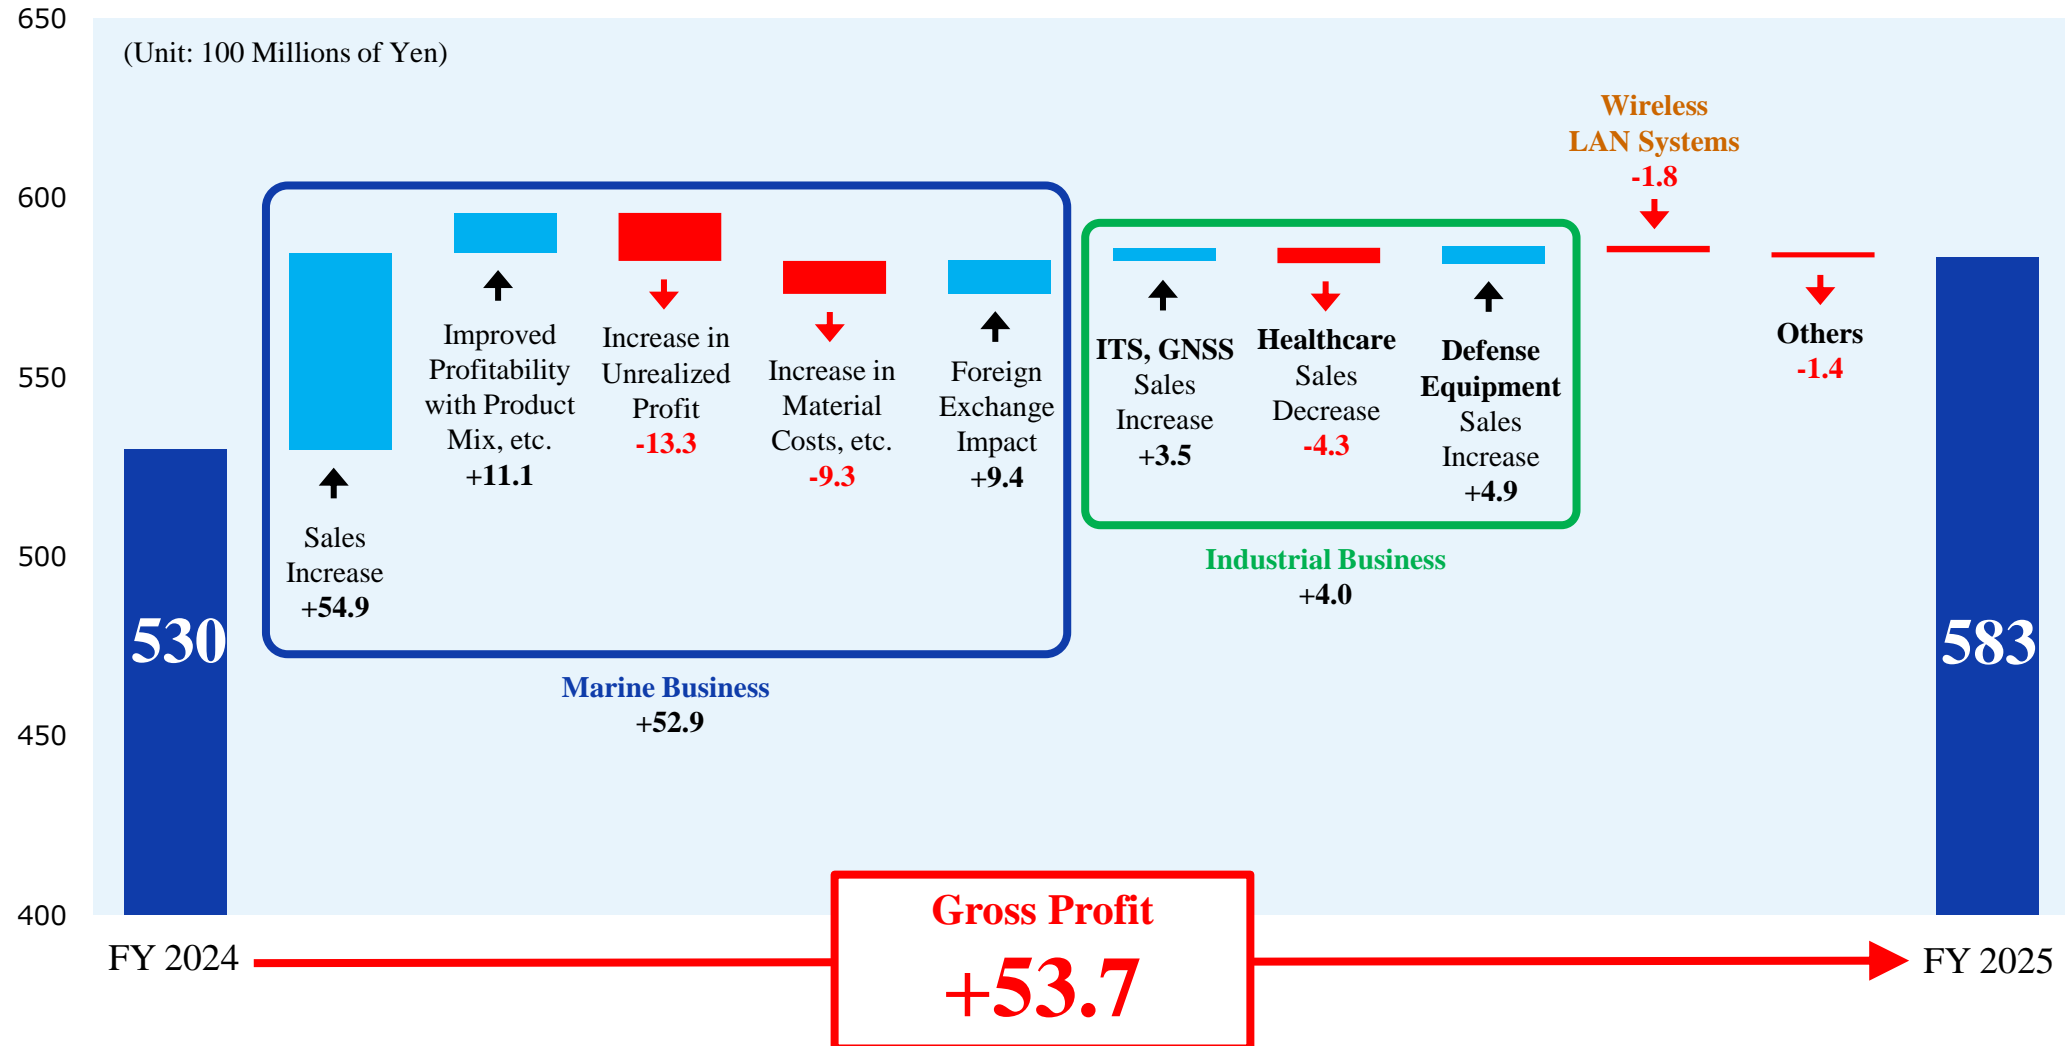 650
(Unit: 100 Millions of Yen)
600
550
500
450
400
530
Sales
Increase
+54.9
Improved
Profitability
with Product
Mix, etc.
+11.1
Increase in
Unrealized
Profit
-13.3
Increase in
Material
Costs, etc.
-9.3
Foreign
Exchange
Impact
+9.4
Marine Business
+52.9
ITS, GNSS
Sales
Increase
+3.5
Healthcare
Sales
Decrease
-4.3
Defense
Equipment
Sales
Increase
+4.9
Industrial Business
+4.0
Wireless
LAN Systems
-1.8
Others
-1.4
583
FY 2024
Gross Profit
+53.7
FY 2025